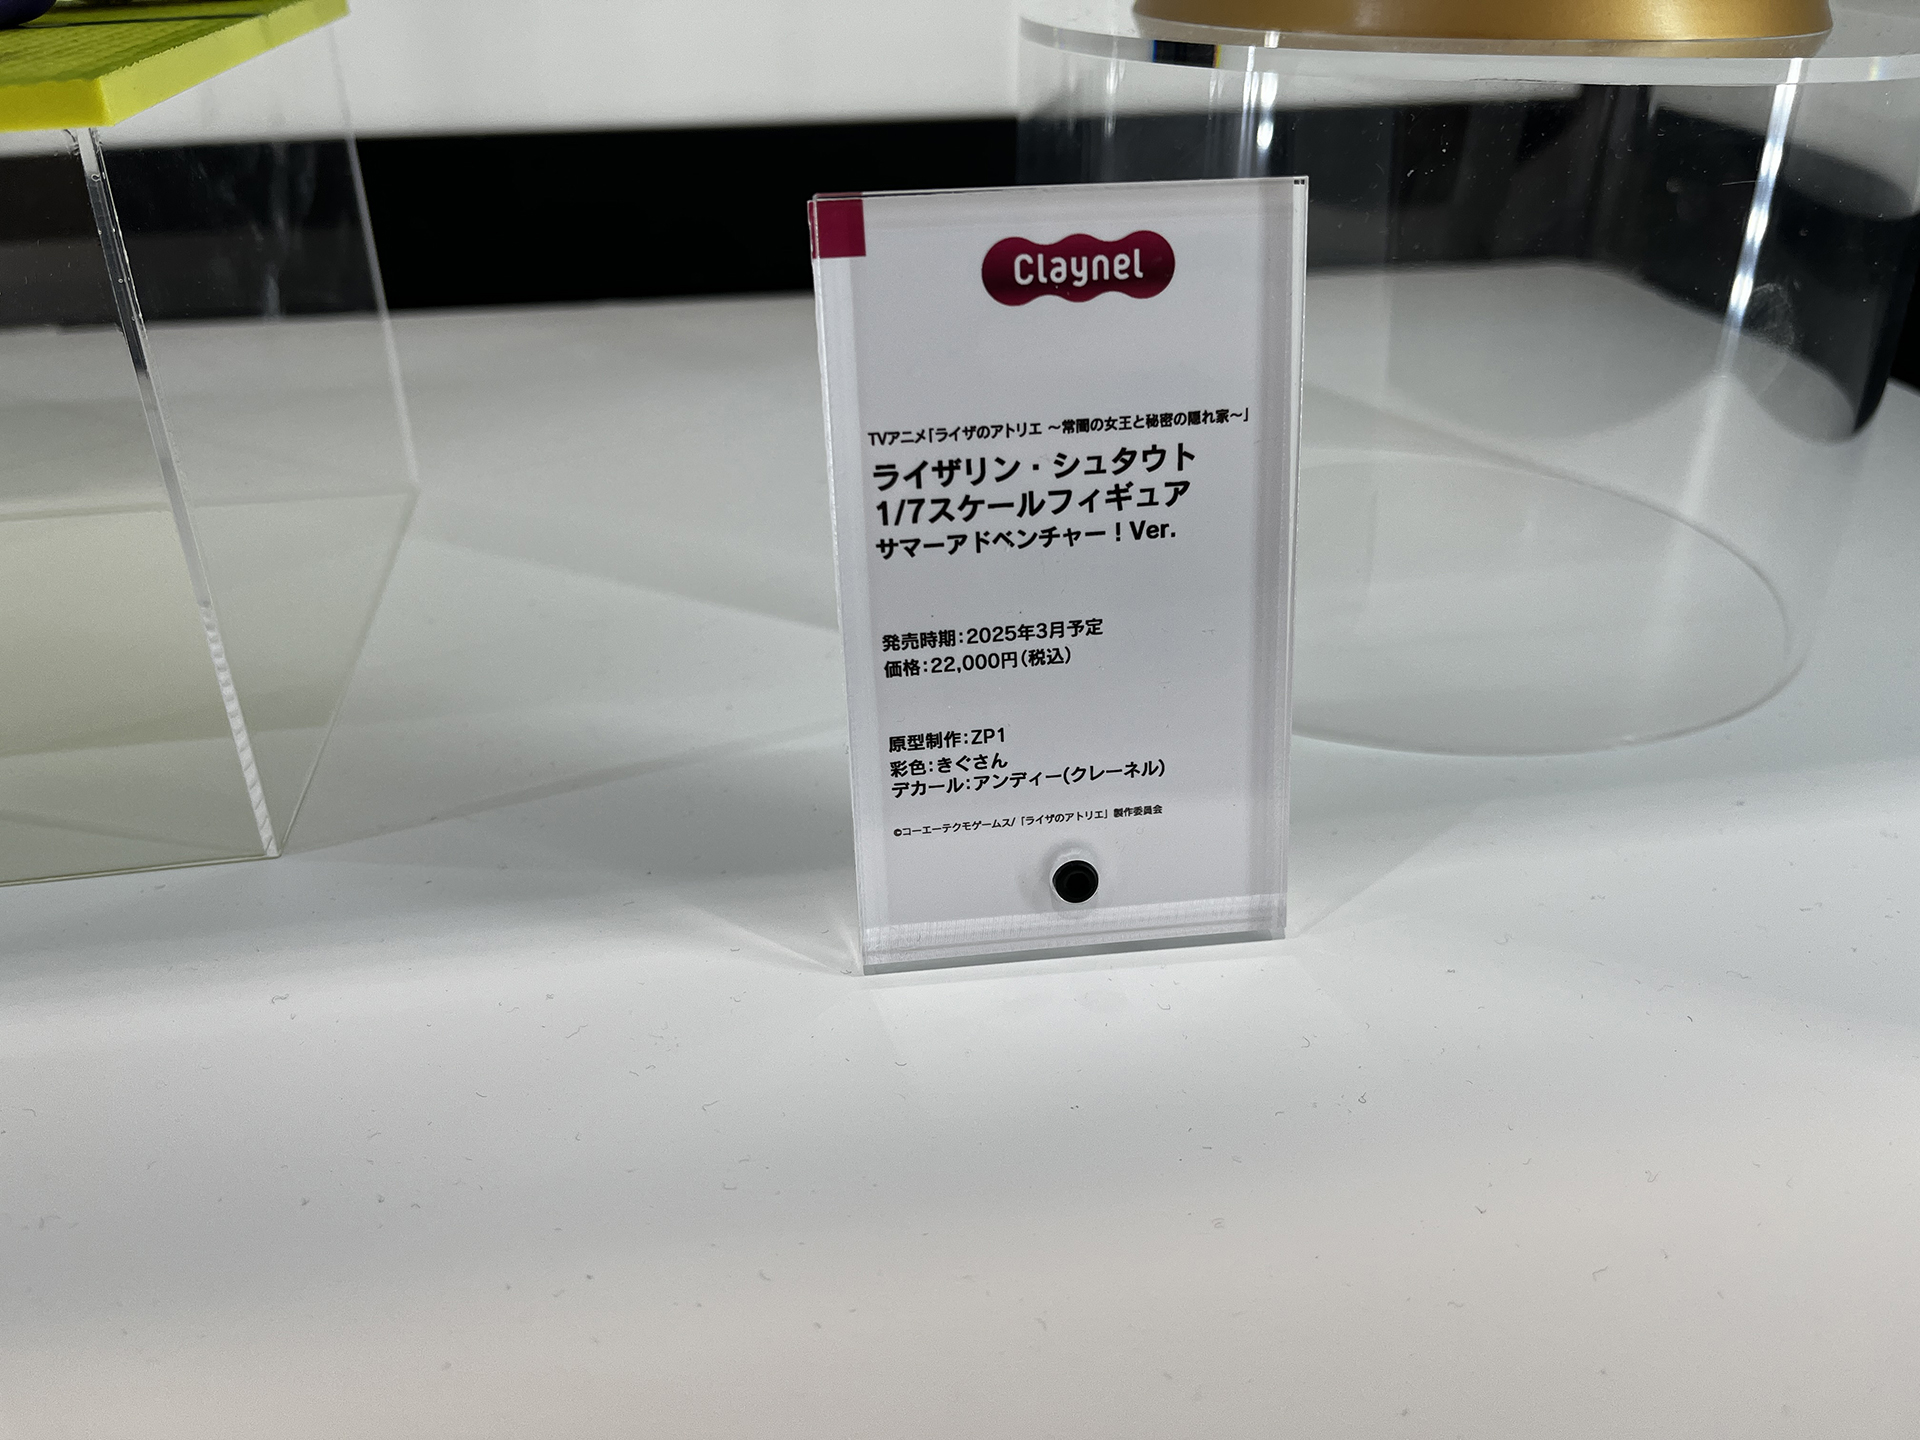 Claynel
TVアニメ「ライザのアトリエ ～常闇の女王と秘密の隠れ家～」
ライザリン・シュタウト
1/7スケールフィギュア
サマーアドベンチャー！Ver.
発売時期：2025年3月予定
価格：22,000円（税込）
原型制作：ZP1
彩色：きぐさん
デカール：アンディー（クレーネル）
©コーエーテクモゲームス/「ライザのアトリエ」製作委員会